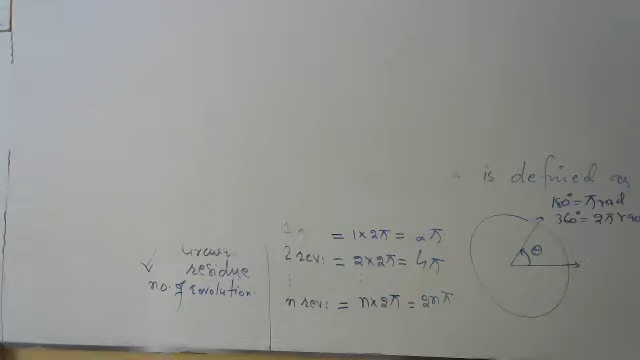 is defined on
180° = π rad
360° = 2π rad
θ
= 1×2π = 2π
2 rev: = 2×2π = 4π
n rev: = n×2π = 2nπ
residue
no. of revolution.